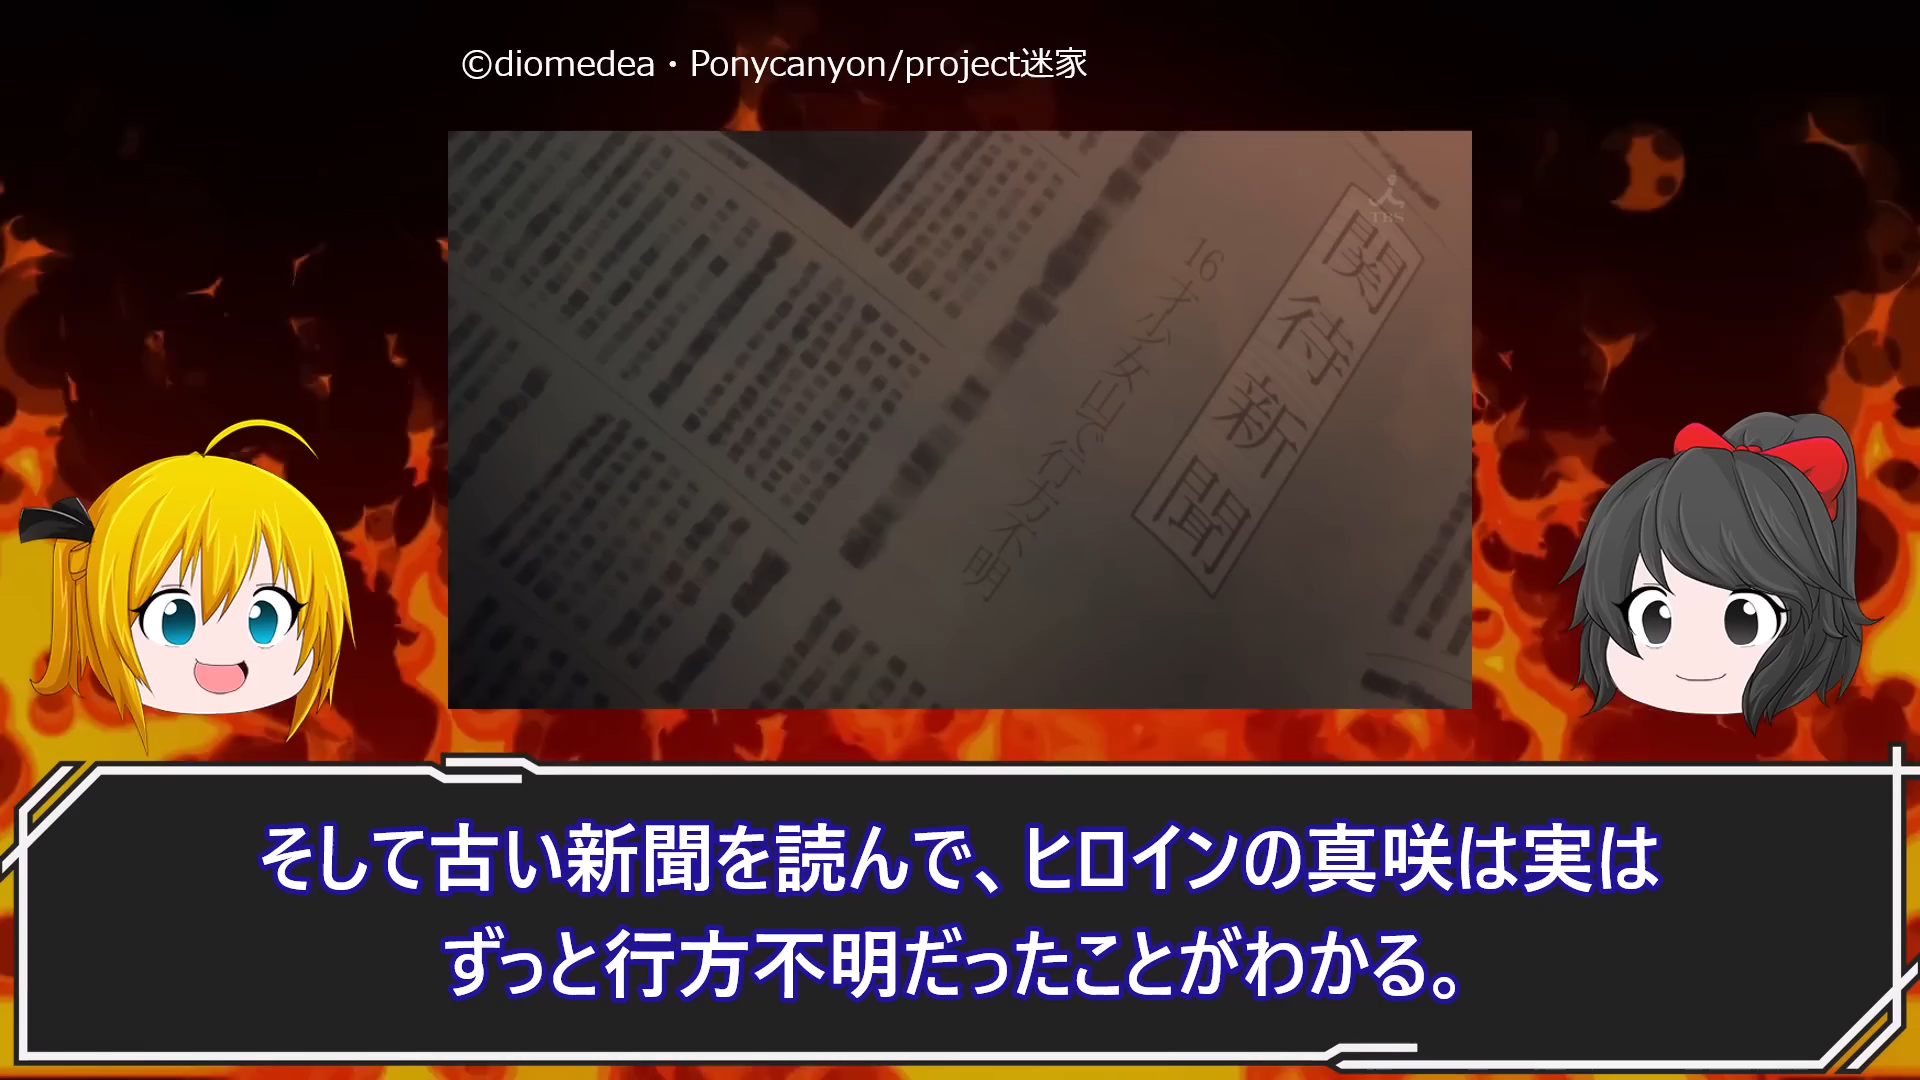 ©diomedea・Ponycanyon/project迷家
TBS
関待新聞
16才少女山で行方不明
そして古い新聞を読んで、ヒロインの真咲は実は
ずっと行方不明だったことがわかる。